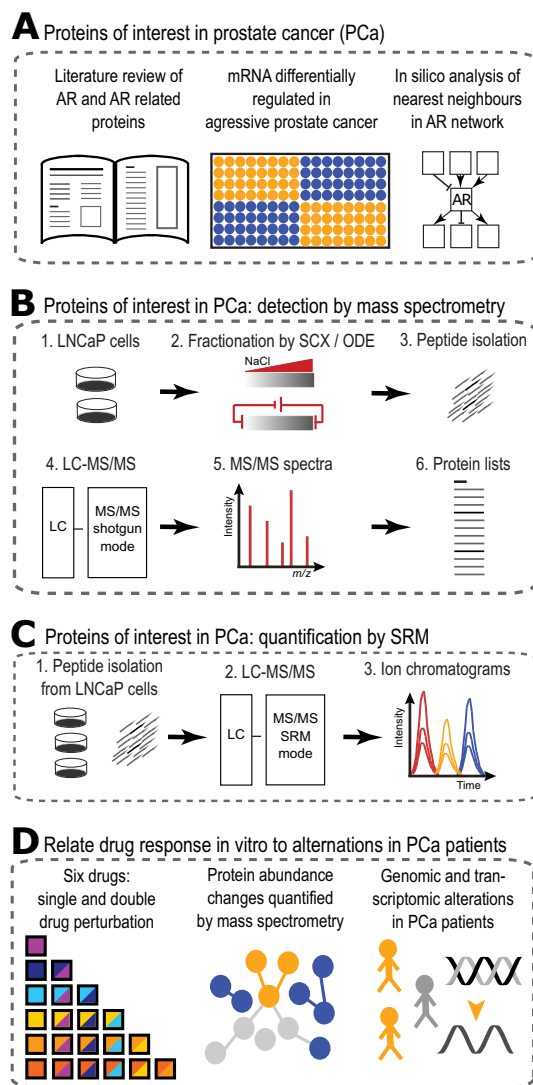 A Proteins of interest in prostate cancer (PCa)
Literature review of
AR and AR related
proteins
mRNA differentially
regulated in
agressive prostate cancer
In silico analysis of
nearest neighbours
in AR network
AR
B Proteins of interest in PCa: detection by mass spectrometry
1. LNCaP cells
2. Fractionation by SCX / ODE
NaCl
3. Peptide isolation
4. LC-MS/MS
LC
MS/MS
shotgun
mode
5. MS/MS spectra
Intensity
m/z
6. Protein lists
C Proteins of interest in PCa: quantification by SRM
1. Peptide isolation
from LNCaP cells
2. LC-MS/MS
LC
MS/MS
SRM
mode
3. Ion chromatograms
Intensity
Time
D Relate drug response in vitro to alternations in PCa patients
Six drugs:
single and double
drug perturbation
Protein abundance
changes quantified
by mass spectrometry
Genomic and tran-
scriptomic alterations
in PCa patients